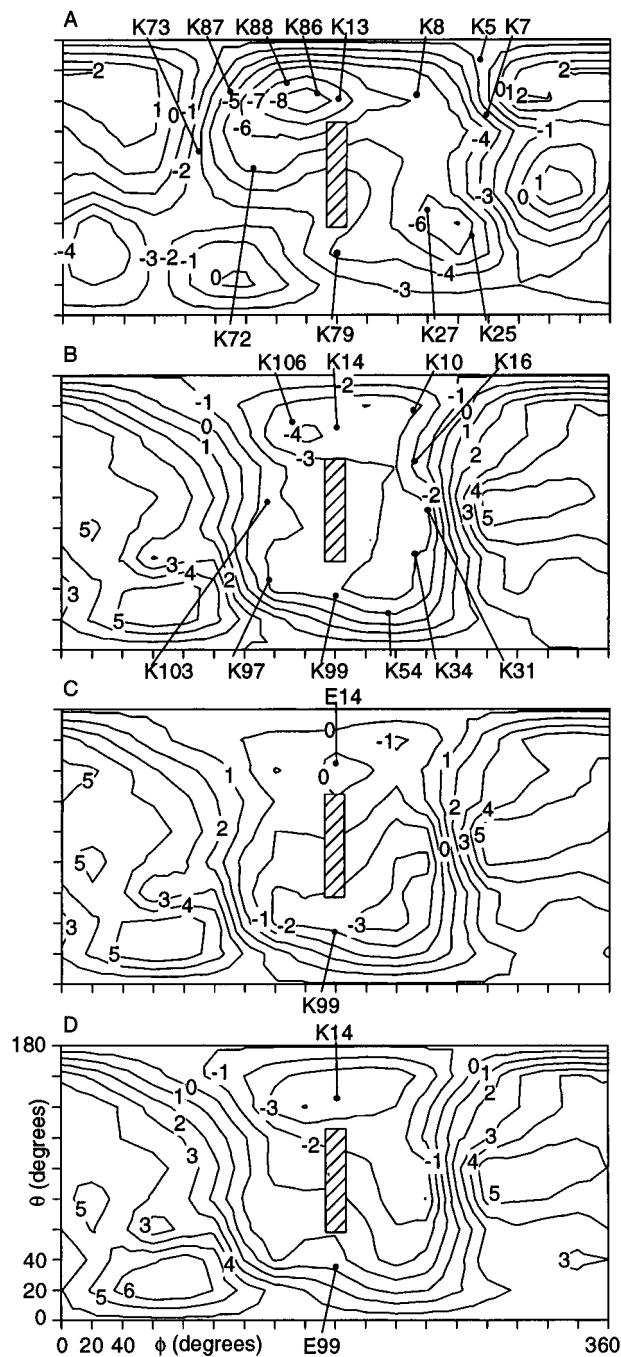 A
K73 K87 K88 K86 K13 K8 K5 K7
2 2
1 0 -1 -5 -7 -8 0 12
-6 -4 -1
-2
-3 1
0
-6
-4 -3 -2 -1 -4
0 -3
K72 K79 K27 K25
B
K106 K14 K10 K16
-1 -2 -1
0 0
1 -4 1
-3 2
-2 4
5 3 5
3 -4
3 2
5
K103 K97 K99 K54 K34 K31
C
E14
0 -1
5 1 0 1
2 2 4
0 3 5
5
3 4
3 -1 -2 -3
5
K99
D
K14
180
0 -1 01
1 -3 2
2 3
3 -2 -1 4
5 5
3
θ (degrees)
40 4 3
20 5 6
0
0 20 40 ϕ (degrees) E99 360